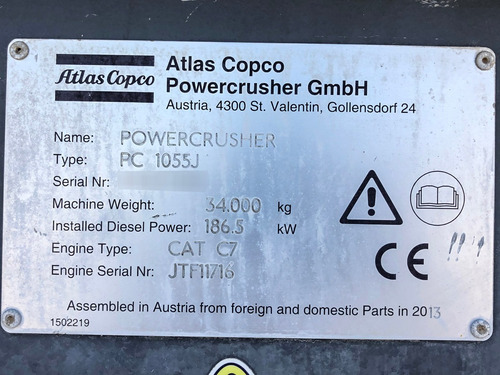 Atlas Copco
Atlas Copco
Powercrusher GmbH
Austria, 4300 St. Valentin, Gollensdorf 24
Name: POWERCRUSHER
Type: PC 1055J
Serial Nr:
Machine Weight: 34.000 kg
Installed Diesel Power: 186.5 kW
Engine Type: CAT C7
Engine Serial Nr: JTF11716
CE
Assembled in Austria from foreign and domestic Parts in 2013
1502219